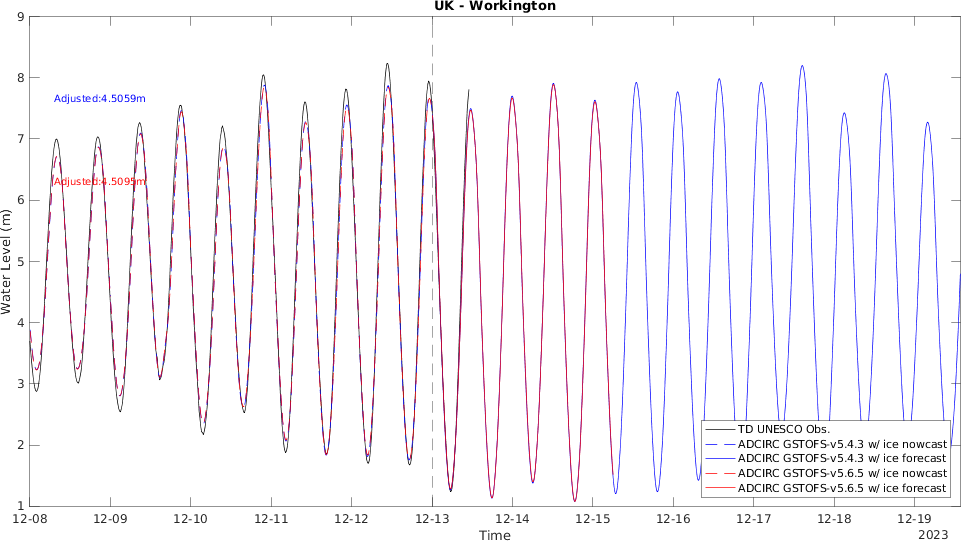 UK - Workington
9
8
7
6
5
4
3
2
1
Water Level (m)
Adjusted:4.5059m
Adjusted:4.5095m
TD UNESCO Obs.
ADCIRC GSTOFS-v5.4.3 w/ ice nowcast
ADCIRC GSTOFS-v5.4.3 w/ ice forecast
ADCIRC GSTOFS-v5.6.5 w/ ice nowcast
ADCIRC GSTOFS-v5.6.5 w/ ice forecast
12-08 12-09 12-10 12-11 12-12 12-13 12-14 12-15 12-16 12-17 12-18 12-19
Time
2023